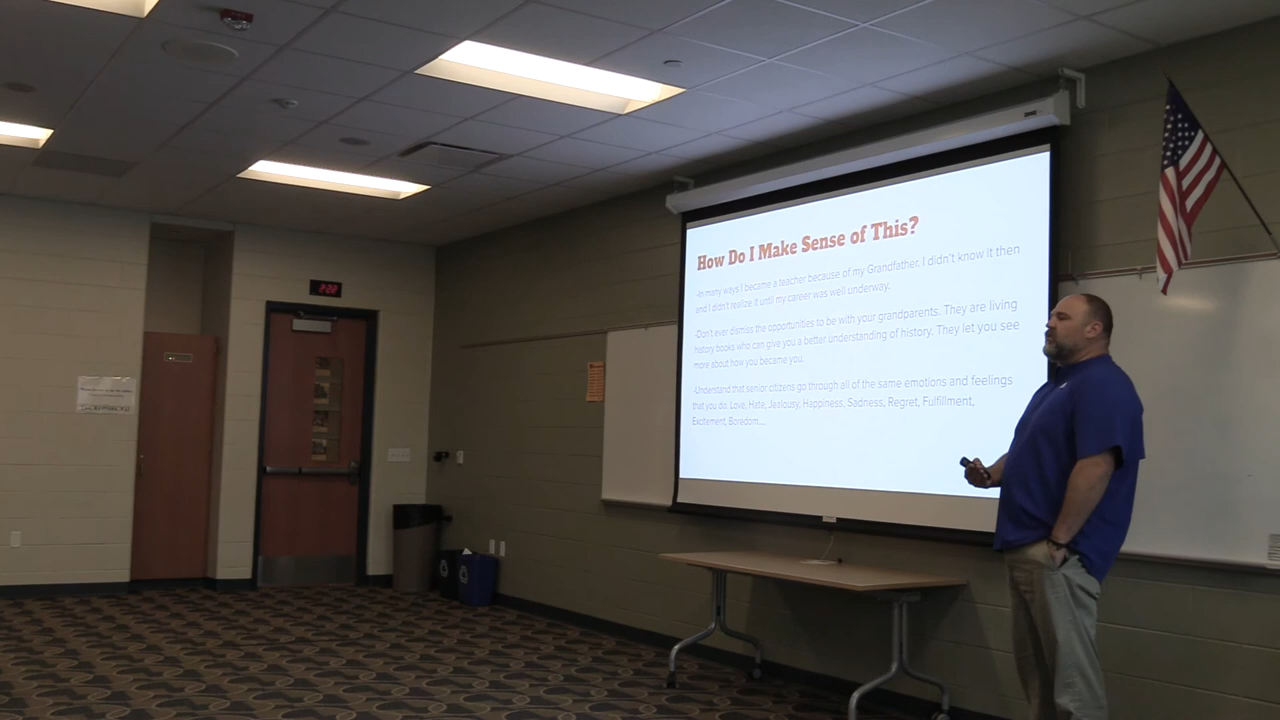 2:02
How Do I Make Sense of This?
-In many ways I became a teacher because of my Grandfather. I didn't know it then
and I didn't realize it until my career was well underway.
-Don't ever dismiss the opportunities to be with your grandparents. They are living
history books who can give you a better understanding of history. They let you see
more about how you became you.
-Understand that senior citizens go through all of the same emotions and feelings
that you do. Love, Hate, Jealousy, Happiness, Sadness, Regret, Fulfillment,
Excitement, Boredom....